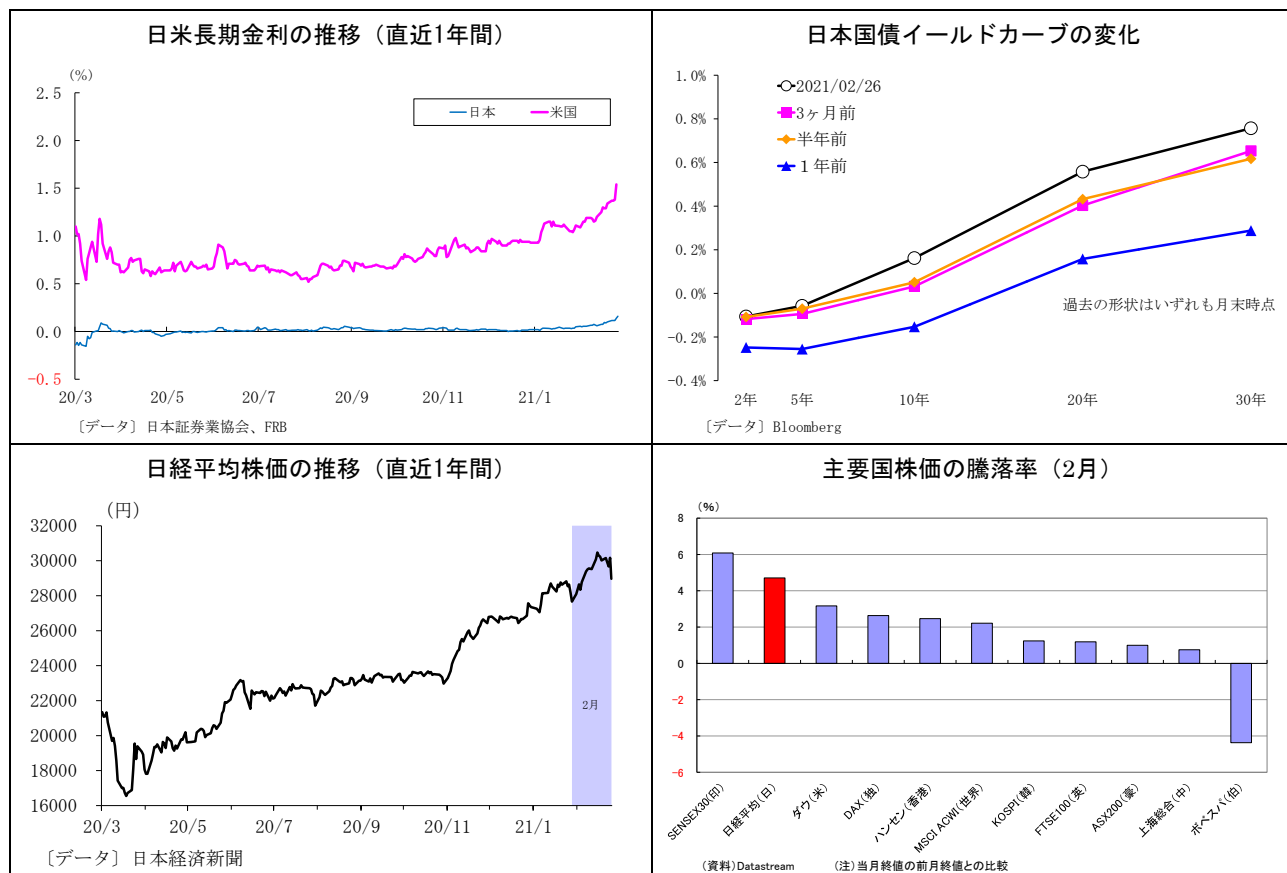 日米長期金利の推移（直近1年間）
(%)
2.5
2.0
1.5
1.0
0.5
0.0
-0.5
日本
米国
20/3
20/5
20/7
20/9
20/11
21/1
〔データ〕日本証券業協会、FRB
日本国債イールドカーブの変化
1.0%
0.8%
0.6%
0.4%
0.2%
0.0%
-0.2%
-0.4%
2021/02/26
3ヶ月前
半年前
１年前
過去の形状はいずれも月末時点
2年
5年
10年
20年
30年
〔データ〕Bloomberg
日経平均株価の推移（直近1年間）
（円）
32000
30000
28000
26000
24000
22000
20000
18000
16000
2月
20/3
20/5
20/7
20/9
20/11
21/1
〔データ〕日本経済新聞
主要国株価の騰落率（2月）
(%)
8
6
4
2
0
-2
-4
-6
SENSEX30(印)
日経平均(日)
ダウ(米)
DAX(独)
ハンセン(香港)
MSCI ACWI(世界)
KOSPI(韓)
FTSE100(英)
ASX200(豪)
上海総合(中)
ボベスパ(伯)
(資料)Datastream (注)当月終値の前月終値との比較